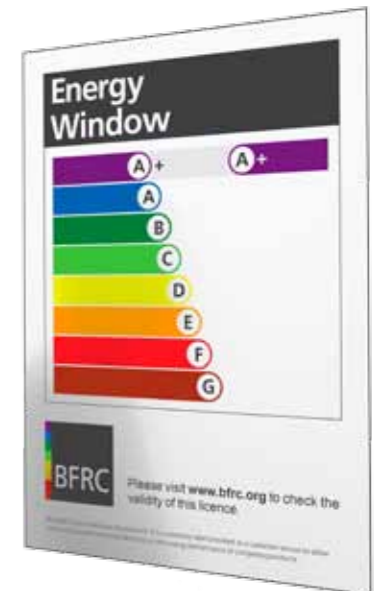 Energy
Window
A+ A+
A
B
C
D
E
F
G
BFRC
Please visit www.bfrc.org to check the
validity of this licence.